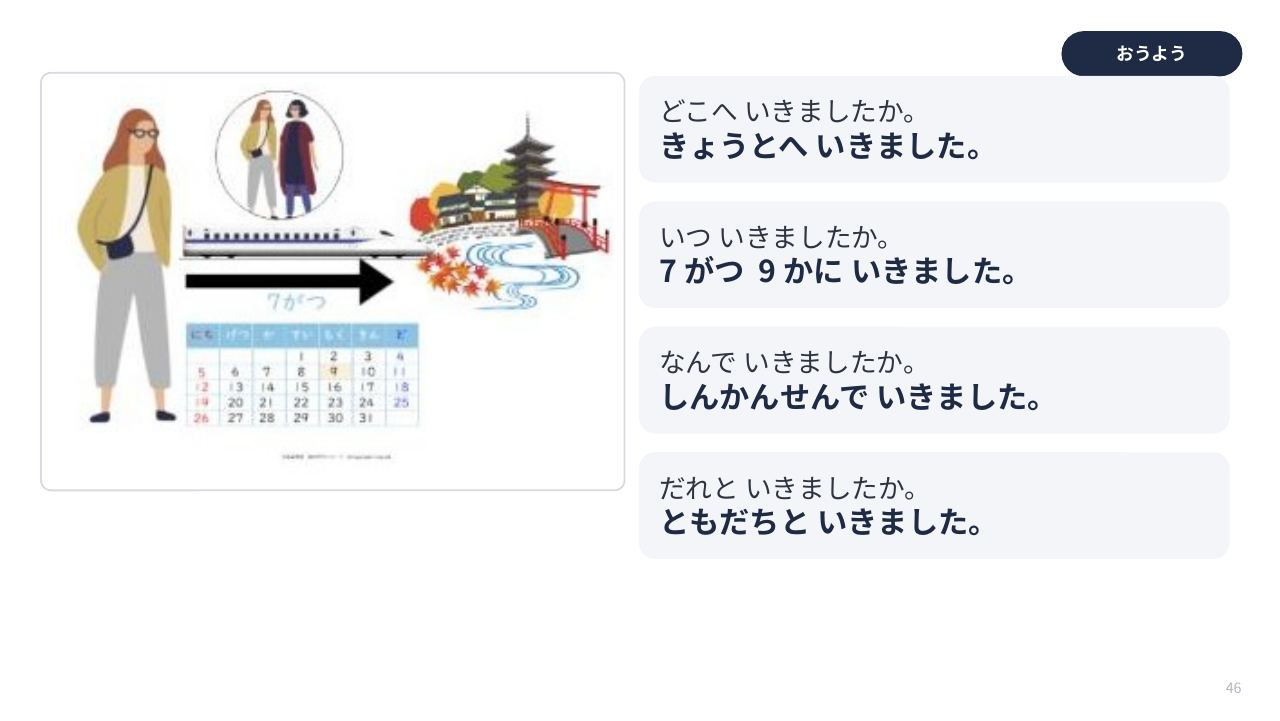 おうよう
どこへ いきましたか。
きょうとへ いきました。
いつ いきましたか。
7 がつ 9 かに いきました。
なんで いきましたか。
しんかんせんで いきました。
だれと いきましたか。
ともだちと いきました。
7がつ
にち げつ か すい もく きん ど
1 2 3 4
5 6 7 8 9 10 11
12 13 14 15 16 17 18
19 20 21 22 23 24 25
26 27 28 29 30 31
46